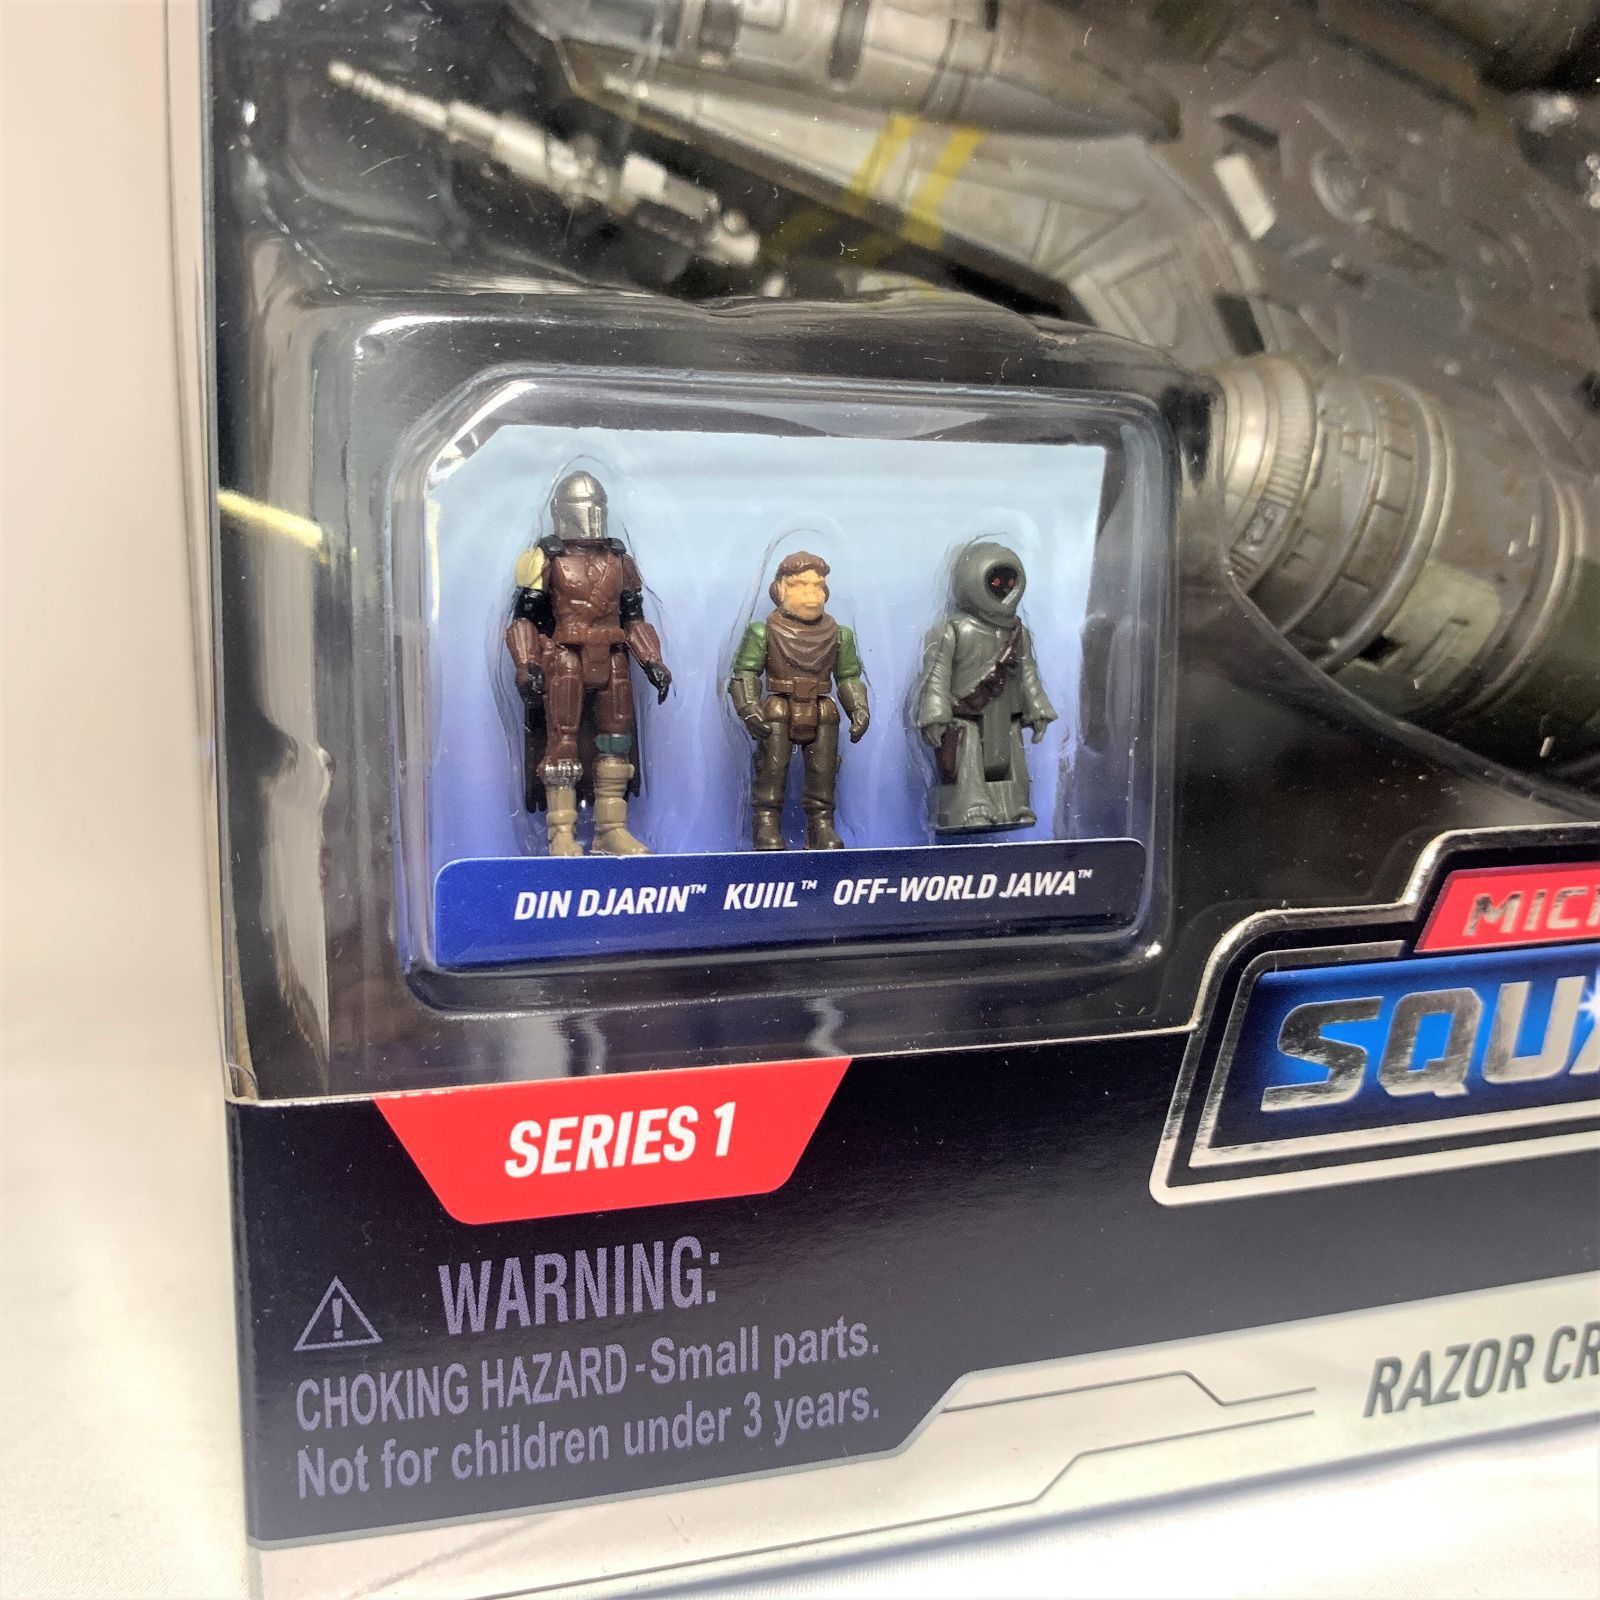 DIN DJARIN™ KUIIL™ OFF-WORLD JAWA™
SERIES 1
WARNING:
CHOKING HAZARD-Small parts.
Not for children under 3 years.
RAZOR